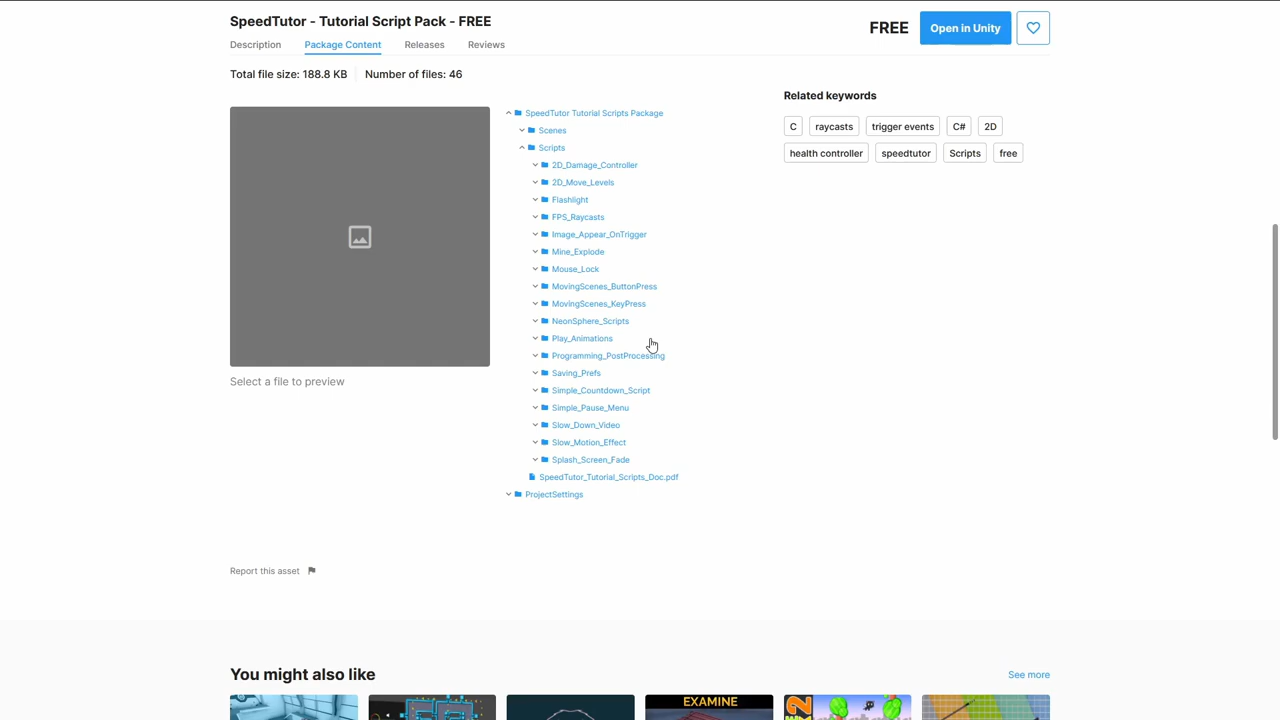 SpeedTutor - Tutorial Script Pack - FREE
FREE
Open in Unity
Description
Package Content
Releases
Reviews
Total file size: 188.8 KB
Number of files: 46
Related keywords
C
raycasts
trigger events
C#
2D
health controller
speedtutor
Scripts
free
SpeedTutor Tutorial Scripts Package
Scenes
Scripts
2D_Damage_Controller
2D_Move_Levels
Flashlight
FPS_Raycasts
Image_Appear_OnTrigger
Mine_Explode
Mouse_Lock
MovingScenes_ButtonPress
MovingScenes_KeyPress
NeonSphere_Scripts
Play_Animations
Programming_PostProcessing
Saving_Prefs
Simple_Countdown_Script
Simple_Pause_Menu
Slow_Down_Video
Slow_Motion_Effect
Splash_Screen_Fade
SpeedTutor_Tutorial_Scripts_Doc.pdf
ProjectSettings
Select a file to preview
Report this asset
You might also like
See more
EXAMINE